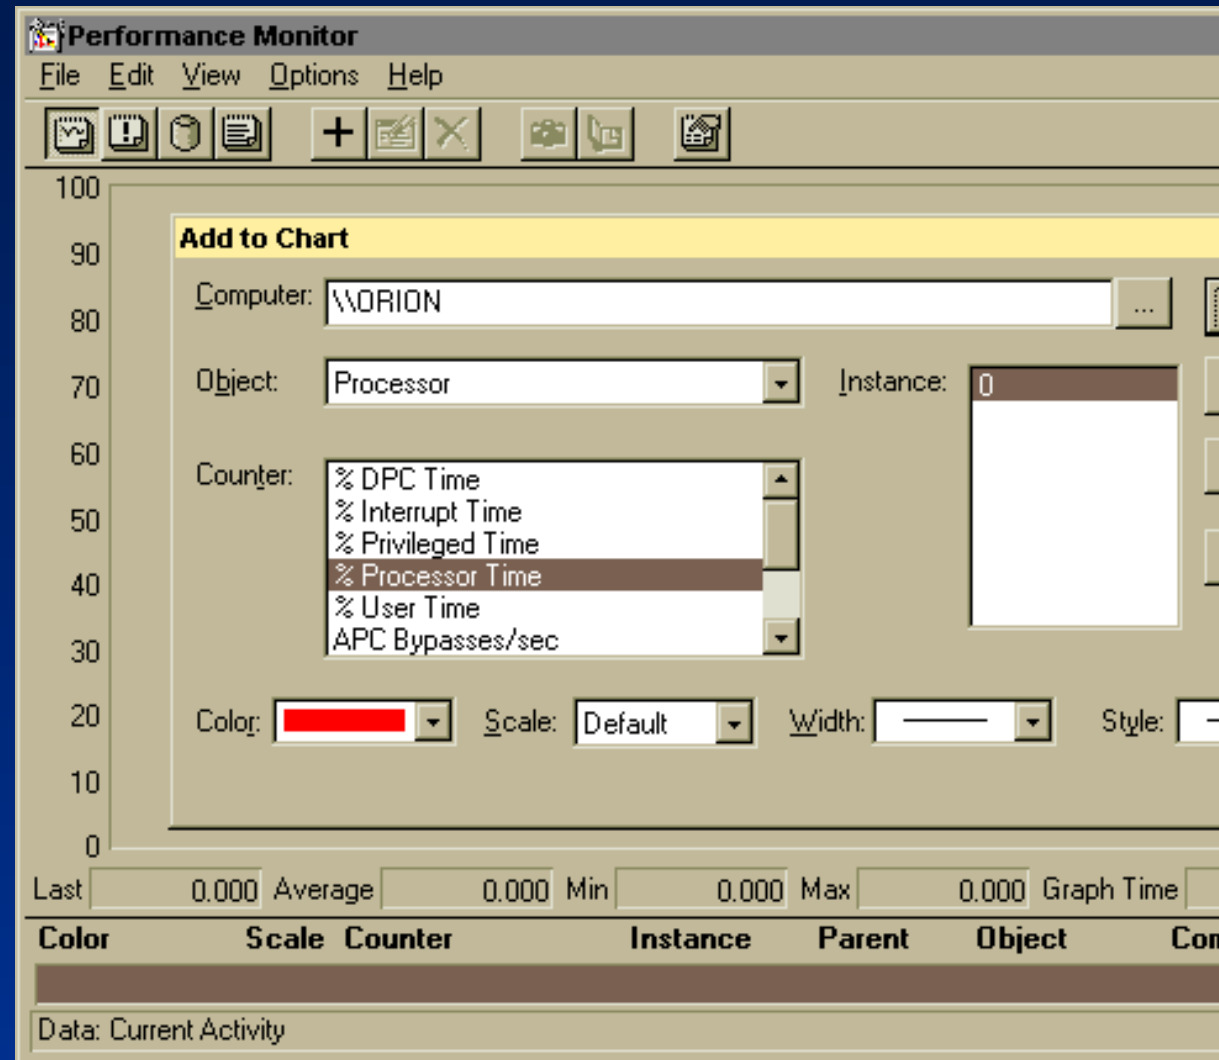 Performance Monitor
File Edit View Options Help
100
90
80
70
60
50
40
30
20
10
0
Add to Chart
Computer: \\ORION ...
Object: Processor
Instance: 0
Counter:
% DPC Time
% Interrupt Time
% Privileged Time
% Processor Time
% User Time
APC Bypasses/sec
Color: Scale: Default Width: Style:
Last 0.000 Average 0.000 Min 0.000 Max 0.000 Graph Time
Color Scale Counter Instance Parent Object
Data: Current Activity